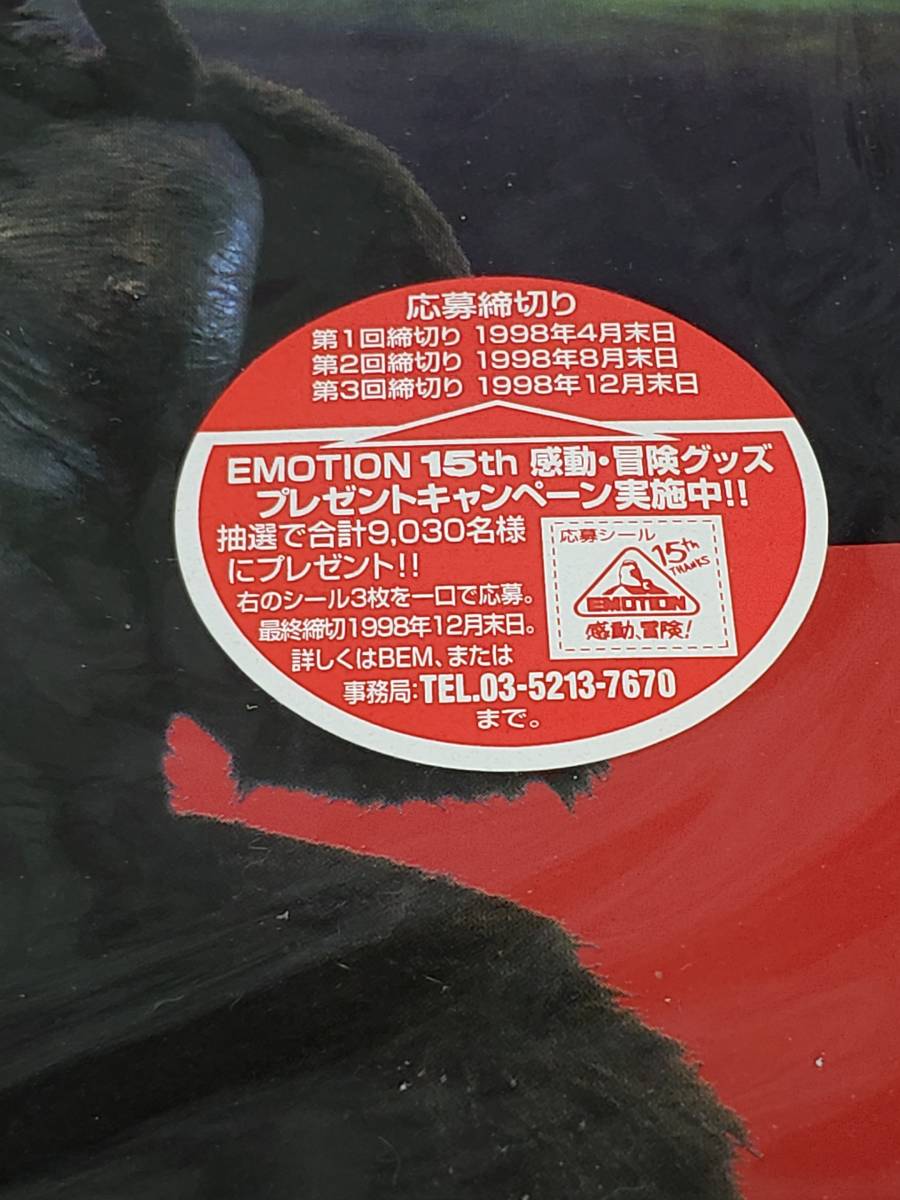 応募締切り
第1回締切り 1998年4月末日
第2回締切り 1998年8月末日
第3回締切り 1998年12月末日
EMOTION 15th 感動・冒険グッズ
プレゼントキャンペーン実施中!!
抽選で合計9,030名様
にプレゼント!!
右のシール3枚を一口で応募。
最終締切1998年12月末日。
詳しくはBEM、または
事務局:TEL.03-5213-7670
まで。
応募シール
15th
THANKS
EMOTION
感動、冒険!